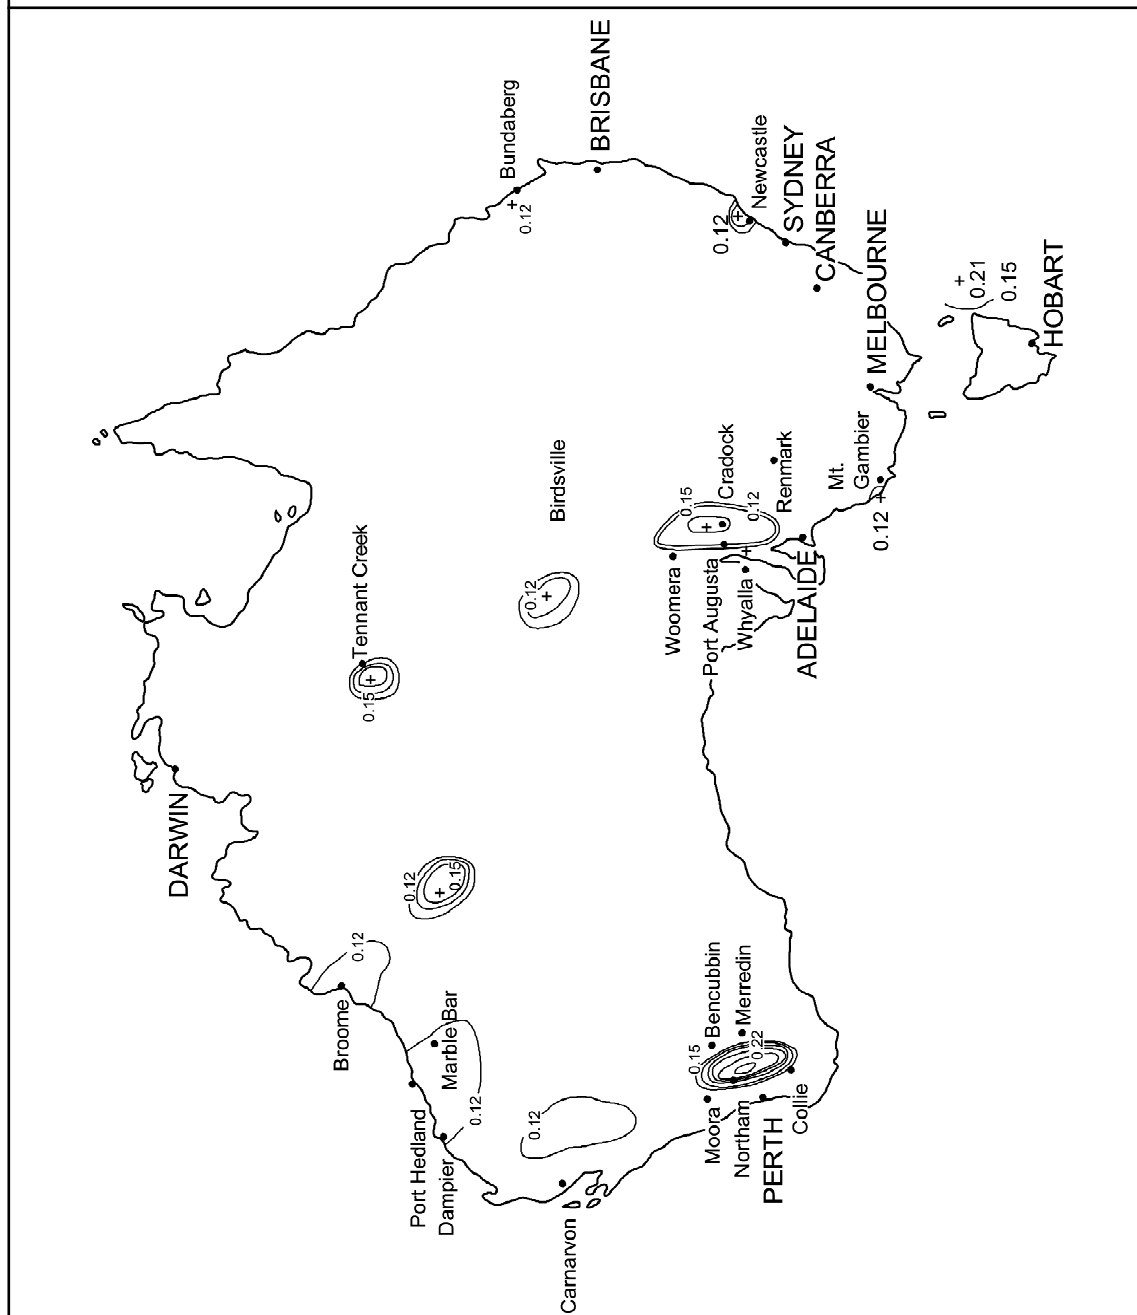 BRISBANE
Bundaberg
0.12
Newcastle
0.12
SYDNEY
CANBERRA
MELBOURNE
0.21
0.15
HOBART
Mt.
Gambier
0.12
Birdsville
0.12
Tennant Creek
0.15
Cradock
0.15
0.12
Renmark
Woomera
Port Augusta
Whyalla
ADELAIDE
DARWIN
0.12
0.15
0.12
Broome
Marble Bar
0.12
Port Hedland
Dampier
0.12
Carnarvon
Bencubbin
Merredin
0.15
0.22
Moora
Northam
PERTH
Collie